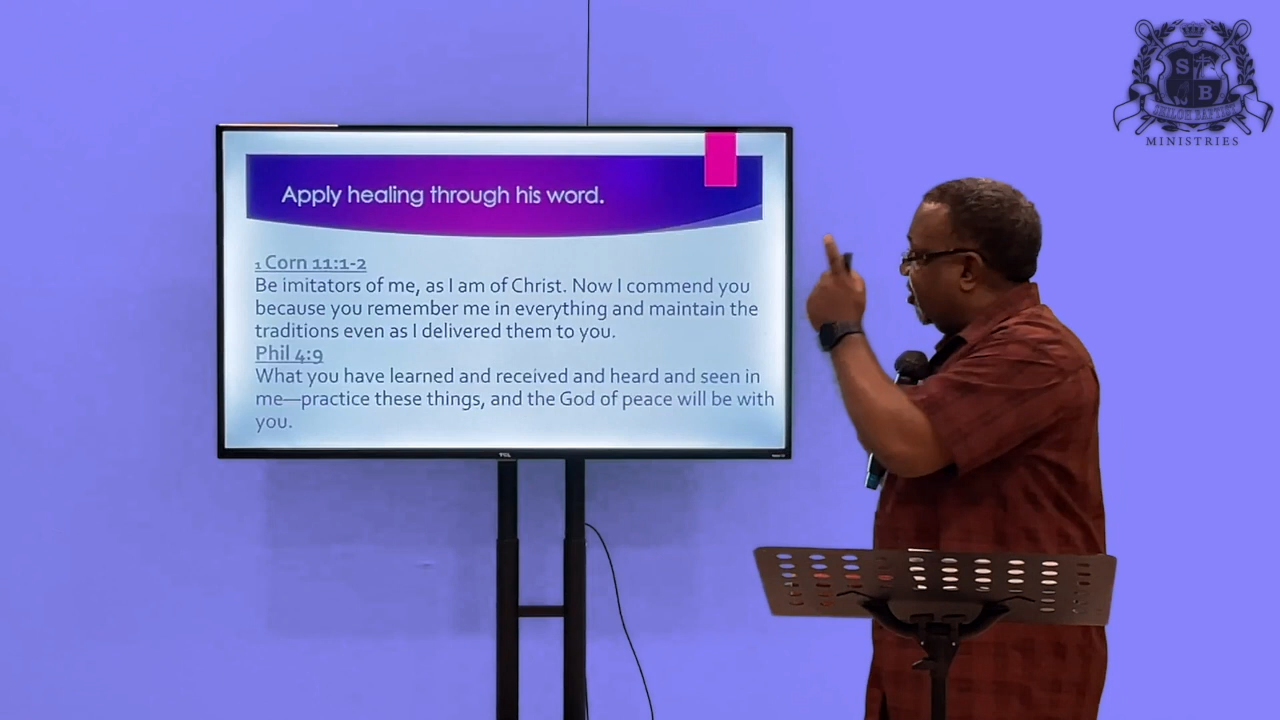 S
B
SHILOH BAPTIST
MINISTRIES
Apply healing through his word.
1 Corn 11:1-2
Be imitators of me, as I am of Christ. Now I commend you
because you remember me in everything and maintain the
traditions even as I delivered them to you.
Phil 4:9
What you have learned and received and heard and seen in
me—practice these things, and the God of peace will be with
you.
TCL